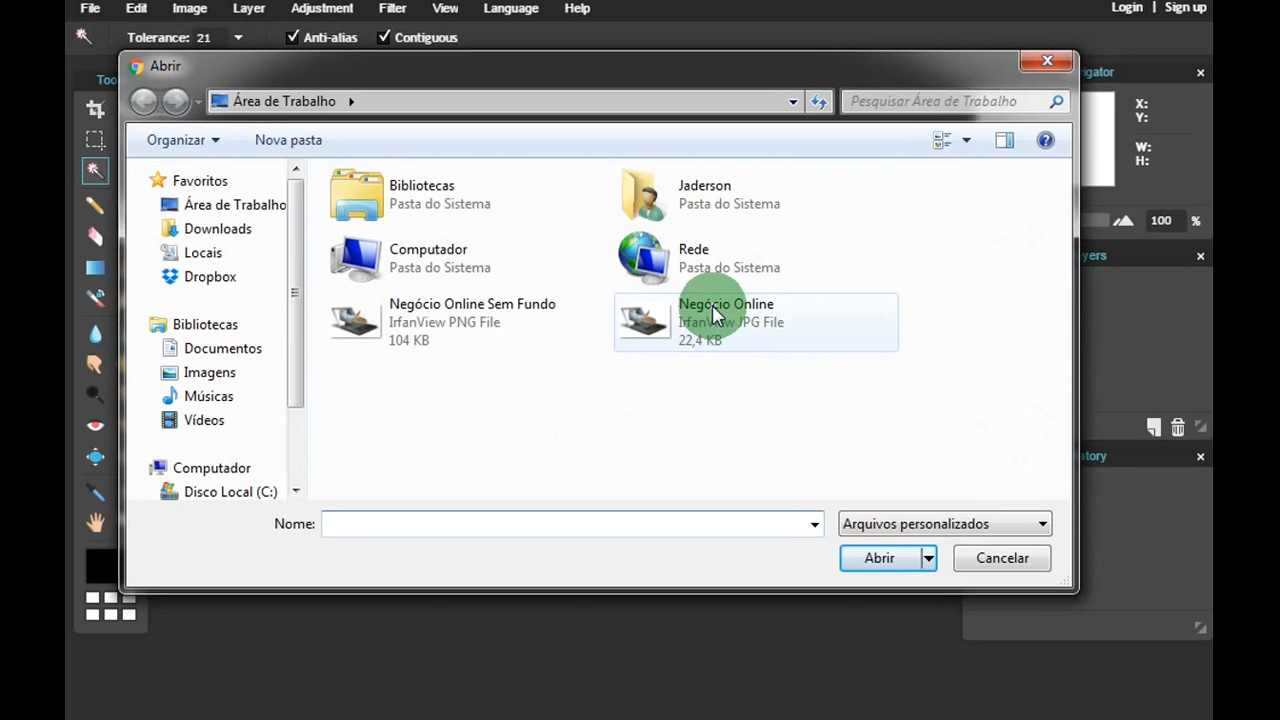 File Edit Image Layer Adjustment Filter View Language Help Login | Sign up
Tolerance: 21 Anti-alias Contiguous
Abrir
Too
igator
Área de Trabalho
Pesquisar Área de Trabalho
X:
Y:
W:
H:
Organizar Nova pasta
Favoritos
Área de Trabalho
Downloads
Locais
Dropbox
Bibliotecas
Documentos
Imagens
Músicas
Vídeos
Computador
Disco Local (C:)
Bibliotecas
Pasta do Sistema
Jaderson
Pasta do Sistema
Computador
Pasta do Sistema
Rede
Pasta do Sistema
Negócio Online Sem Fundo
IrfanView PNG File
104 KB
Negócio Online
IrfanView JPG File
22,4 KB
100 %
yers
story
Nome:
Arquivos personalizados
Abrir Cancelar